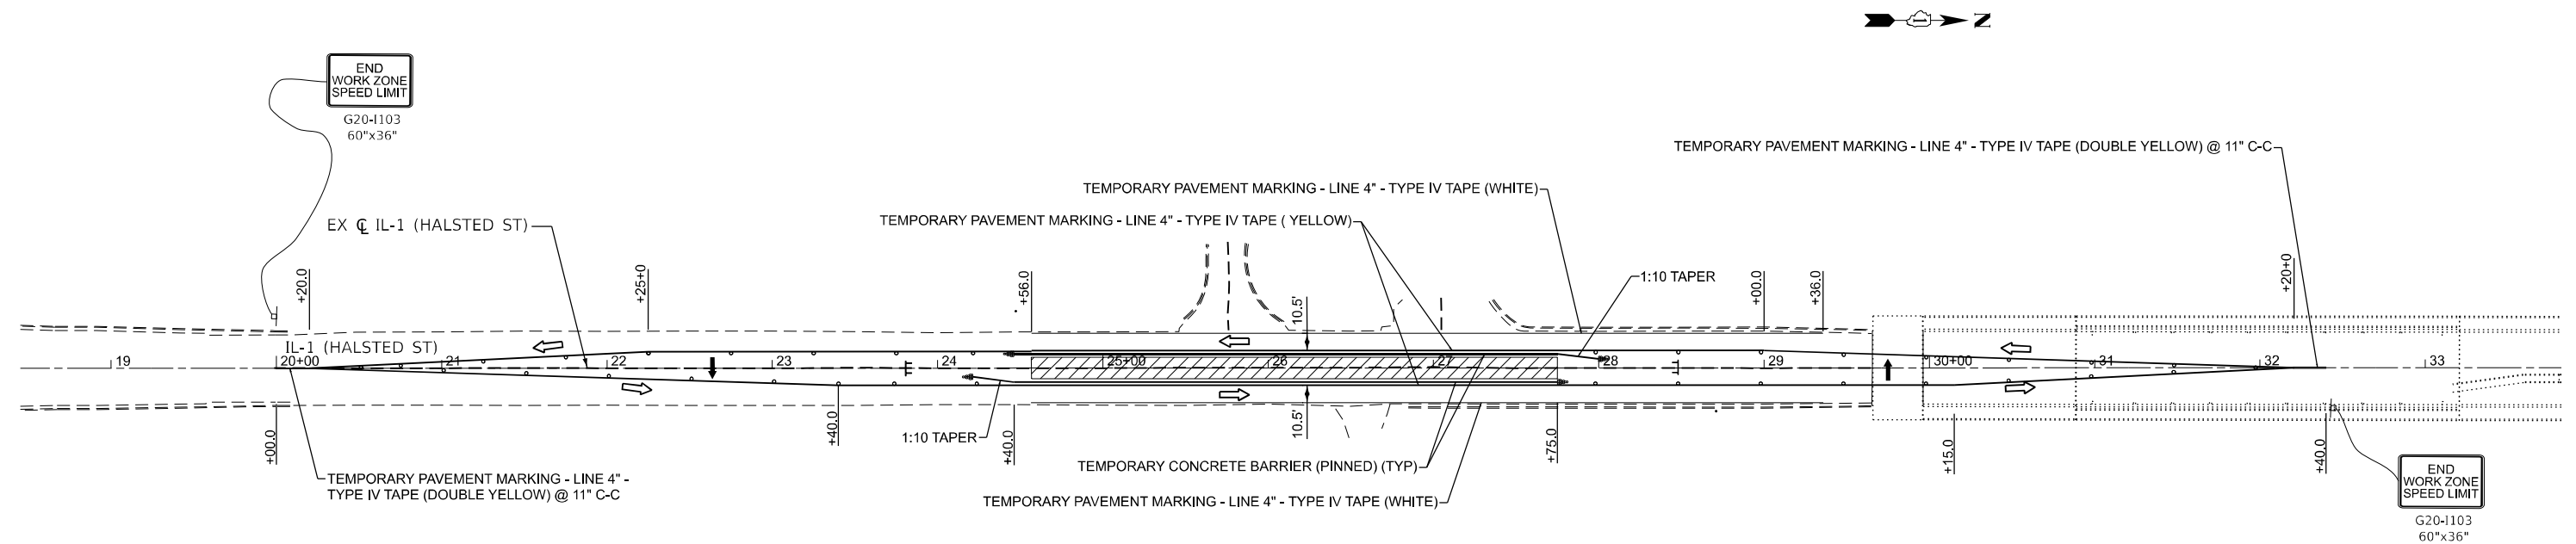 N
END
WORK ZONE
SPEED LIMIT
G20-I103
60"x36"
TEMPORARY PAVEMENT MARKING - LINE 4" - TYPE IV TAPE (DOUBLE YELLOW) @ 11" C-C
TEMPORARY PAVEMENT MARKING - LINE 4" - TYPE IV TAPE (WHITE)
TEMPORARY PAVEMENT MARKING - LINE 4" - TYPE IV TAPE ( YELLOW)
EX ℄ IL-1 (HALSTED ST)
1:10 TAPER
+20.0
+25+0
+56.0
10.5'
+00.0
+36.0
+20+0
IL-1 (HALSTED ST)
19
20+00
21
22
23
24
25+00
26
27
28
29
30+00
31
32
33
+00.0
+40.0
+40.0
10.5'
+75.0
+15.0
+40.0
1:10 TAPER
TEMPORARY CONCRETE BARRIER (PINNED) (TYP)
TEMPORARY PAVEMENT MARKING - LINE 4" -
TYPE IV TAPE (DOUBLE YELLOW) @ 11" C-C
TEMPORARY PAVEMENT MARKING - LINE 4" - TYPE IV TAPE (WHITE)
END
WORK ZONE
SPEED LIMIT
G20-I103
60"x36"